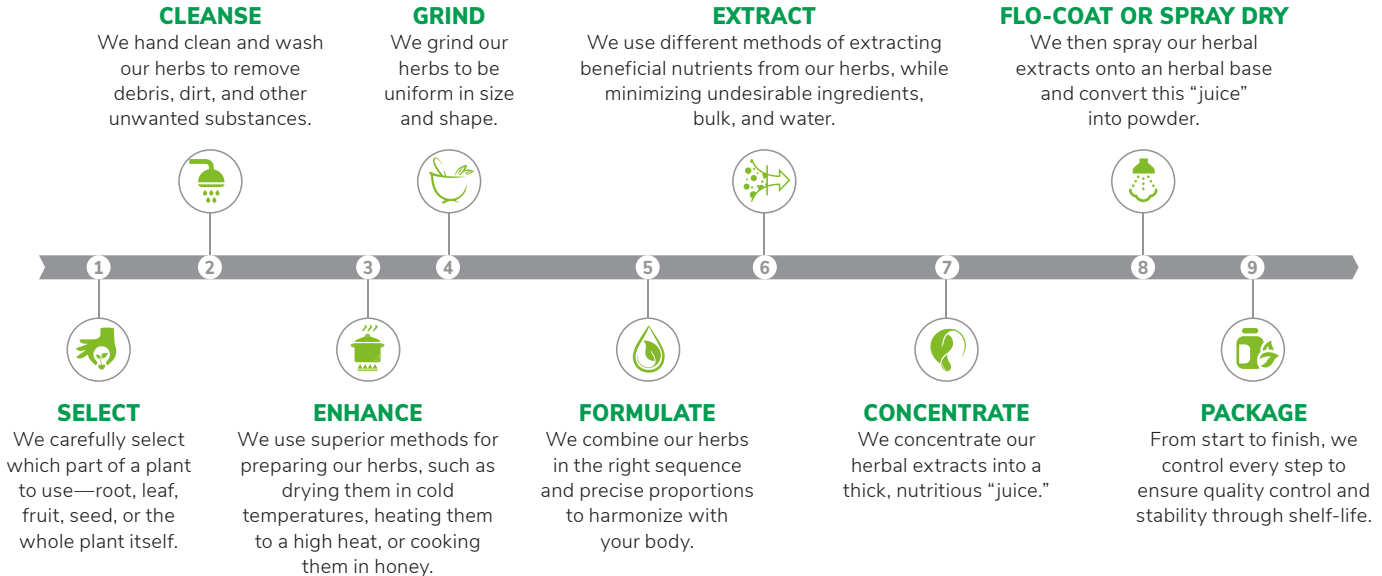 CLEANSE
We hand clean and wash
our herbs to remove
debris, dirt, and other
unwanted substances.
GRIND
We grind our
herbs to be
uniform in size
and shape.
EXTRACT
We use different methods of extracting
beneficial nutrients from our herbs, while
minimizing undesirable ingredients,
bulk, and water.
FLO-COAT OR SPRAY DRY
We then spray our herbal
extracts onto an herbal base
and convert this “juice”
into powder.
1
2
3
4
5
6
7
8
9
SELECT
We carefully select
which part of a plant
to use—root, leaf,
fruit, seed, or the
whole plant itself.
ENHANCE
We use superior methods for
preparing our herbs, such as
drying them in cold
temperatures, heating them
to a high heat, or cooking
them in honey.
FORMULATE
We combine our herbs
in the right sequence
and precise proportions
to harmonize with
your body.
CONCENTRATE
We concentrate our
herbal extracts into a
thick, nutritious “juice.”
PACKAGE
From start to finish, we
control every step to
ensure quality control and
stability through shelf-life.